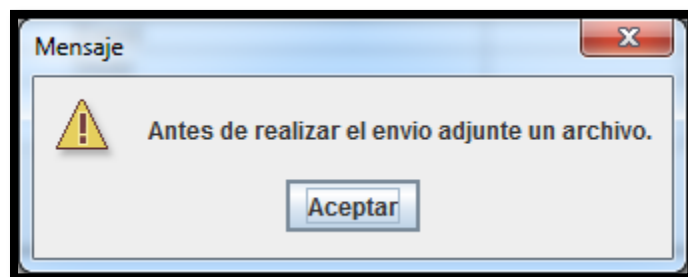 Mensaje
Antes de realizar el envio adjunte un archivo.
Aceptar